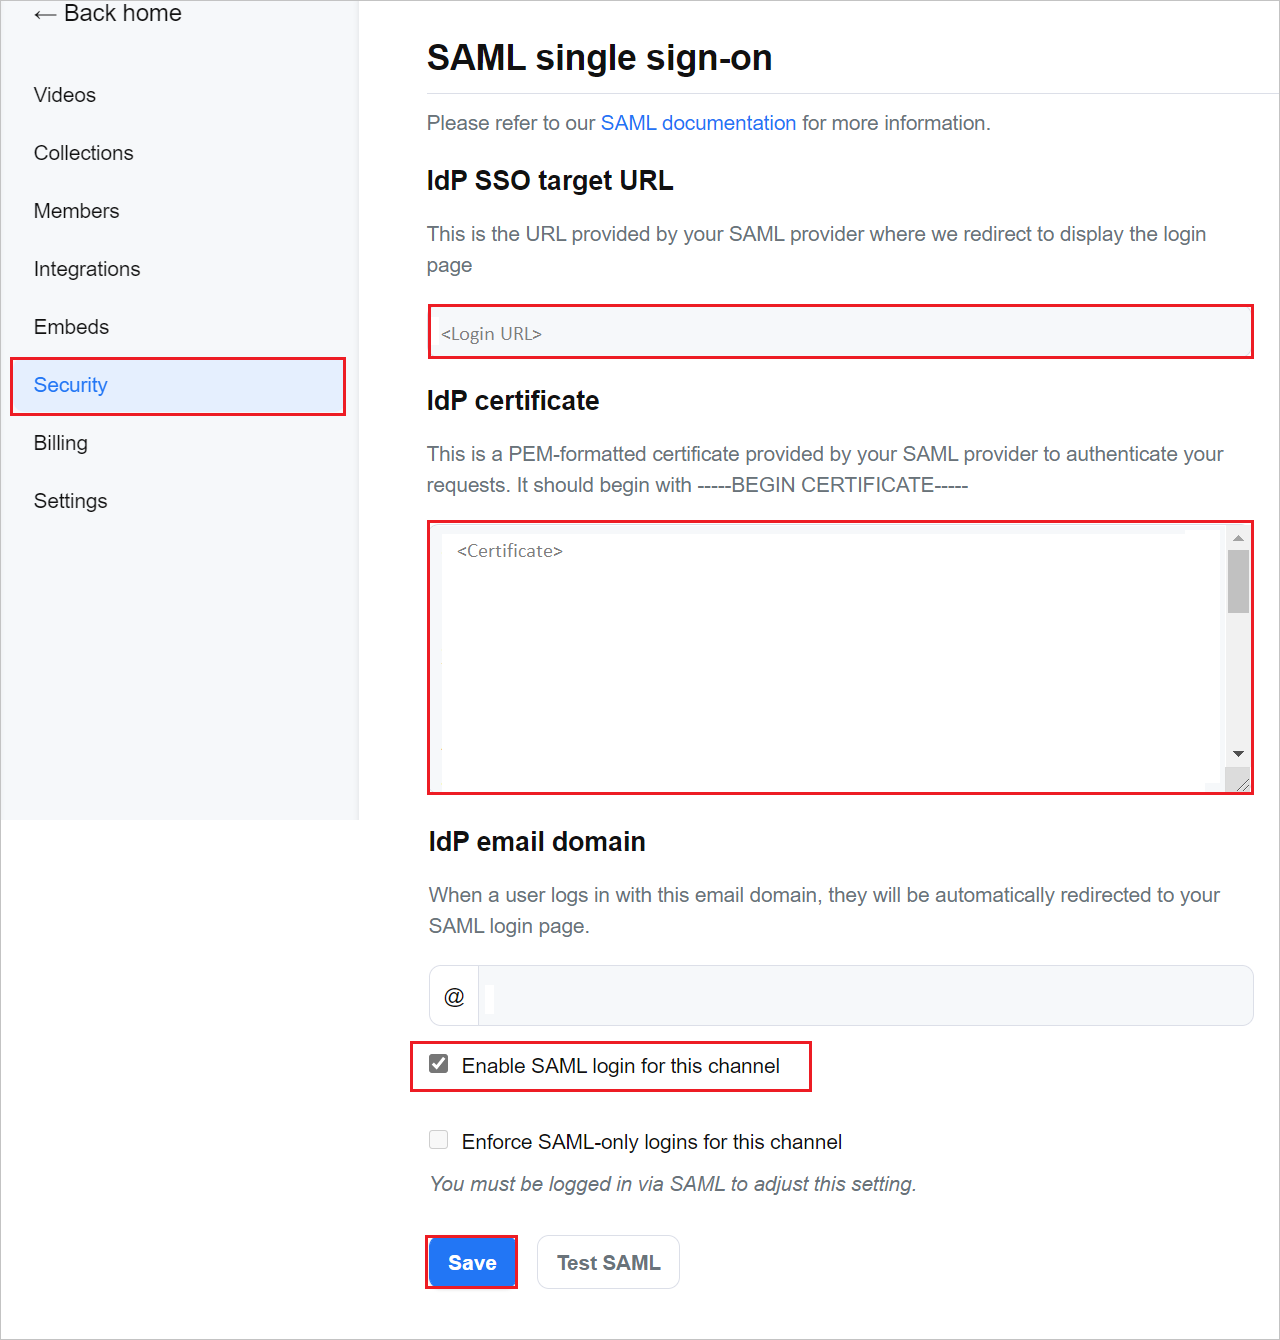 ← Back home
Videos
Collections
Members
Integrations
Embeds
Security
Billing
Settings
SAML single sign-on
Please refer to our SAML documentation for more information.
IdP SSO target URL
This is the URL provided by your SAML provider where we redirect to display the login
page
<Login URL>
IdP certificate
This is a PEM-formatted certificate provided by your SAML provider to authenticate your
requests. It should begin with -----BEGIN CERTIFICATE-----
<Certificate>
IdP email domain
When a user logs in with this email domain, they will be automatically redirected to your
SAML login page.
@
Enable SAML login for this channel
Enforce SAML-only logins for this channel
You must be logged in via SAML to adjust this setting.
Save
Test SAML